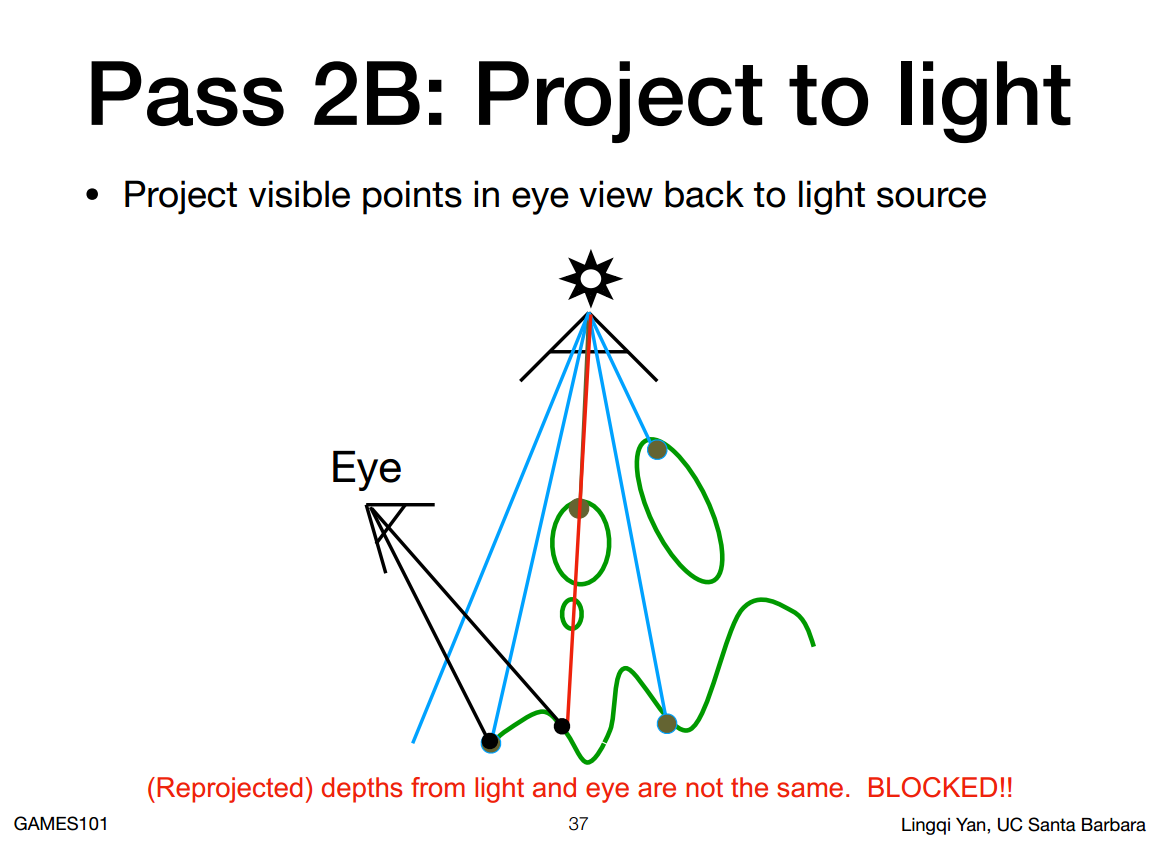 Pass 2B: Project to light
• Project visible points in eye view back to light source
Eye
(Reprojected) depths from light and eye are not the same.  BLOCKED!!
GAMES101
37
Lingqi Yan, UC Santa Barbara